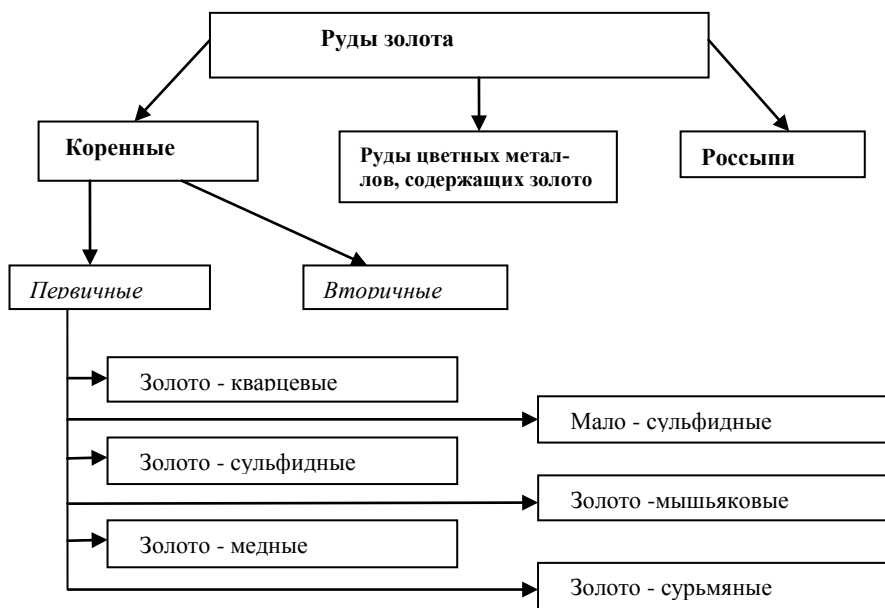 Руды золота
Коренные
Руды цветных метал-
лов, содержащих золото
Россыпи
Первичные
Вторичные
Золото - кварцевые
Мало - сульфидные
Золото - сульфидные
Золото -мышьяковые
Золото - медные
Золото - сурьмяные